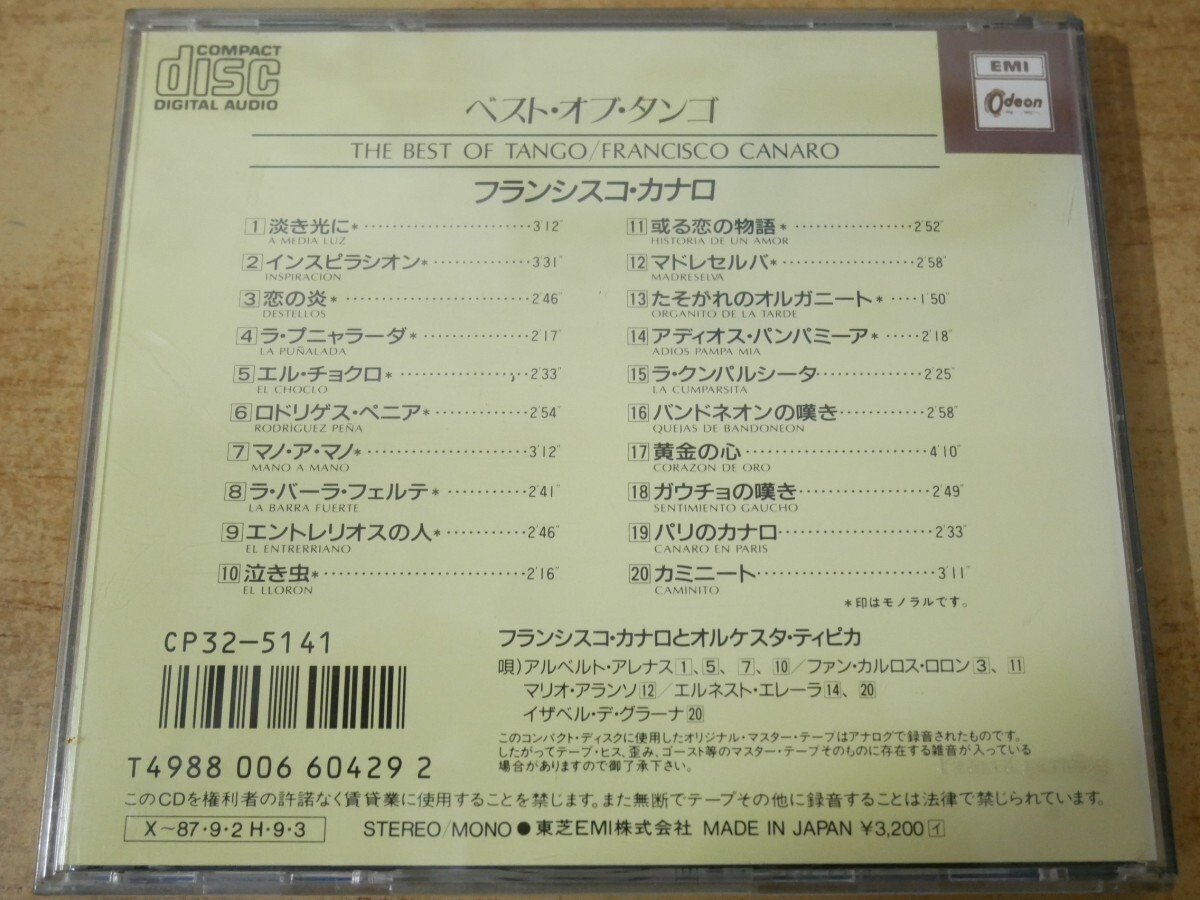 COMPACT
disc
DIGITAL AUDIO
EMI
Odeon
ベスト・オブ・タンゴ
THE BEST OF TANGO/FRANCISCO CANARO
フランシスコ・カナロ
1 淡き光に* 3'12"
A MEDIA LUZ
2 インスピラシオン* 3'31"
INSPIRACION
3 恋の炎* 2'46"
DESTELLOS
4 ラ・プニャラーダ* 2'17"
LA PUÑALADA
5 エル・チョクロ* 2'33"
EL CHOCLO
6 ロドリゲス・ペニア* 2'54"
RODRÍGUEZ PEÑA
7 マノ・ア・マノ* 3'12"
MANO A MANO
8 ラ・バーラ・フェルテ* 2'41"
LA BARRA FUERTE
9 エントレリオスの人* 2'46"
EL ENTRERRIANO
10 泣き虫* 2'16"
EL LLORON
11 或る恋の物語* 2'52"
HISTORIA DE UN AMOR
12 マドレセルバ* 2'58"
MADRESELVA
13 たそがれのオルガニート* 1'50"
ORGANITO DE LA TARDE
14 アディオス・パンパミーア* 2'18"
ADIOS PAMPA MIA
15 ラ・クンパルシータ 2'25"
LA CUMPARSITA
16 バンドネオンの嘆き 2'58"
QUEJAS DE BANDONEON
17 黄金の心 4'10"
CORAZON DE ORO
18 ガウチョの嘆き 2'49"
SENTIMIENTO GAUCHO
19 パリのカナロ 2'33"
CANARO EN PARIS
20 カミニート 3'11"
CAMINITO
*印はモノラルです。
CP32-5141
T4988 006 60429 2
フランシスコ・カナロとオルケスタ・ティピカ
唄)アルベルト・アレナス1、5、7、10/ファン・カルロス・ロロン3、11
マリオ・アランソ12/エルネスト・エレーラ14、20
イザベル・デ・グラーナ20
このコンパクト・ディスクに使用したオリジナル・マスター・テープはアナログで録音されたものです。
したがってテープ・ヒス、歪み、ゴースト等のマスター・テープそのものに存在する雑音が入っている
場合がありますので御了承下さい。
このCDを権利者の許諾なく賃貸業に使用することを禁じます。また無断でテープその他に録音することは法律で禁じられています。
X〜87・9・2 H・9・3
STEREO/MONO●東芝EMI株式会社 MADE IN JAPAN ¥3,200 イ